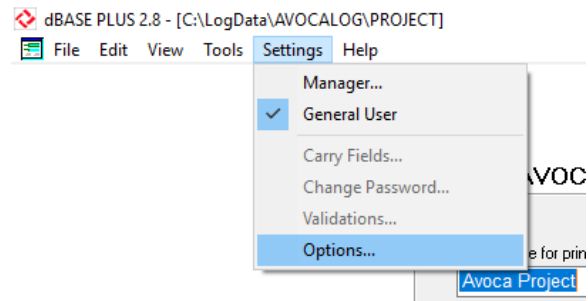 dBASE PLUS 2.8 - [C:\LogData\AVOCALOG\PROJECT]
File Edit View Tools Settings Help
Manager...
General User
Carry Fields...
Change Password...
Validations...
Options...
AVOC
e for prin
Avoca Project